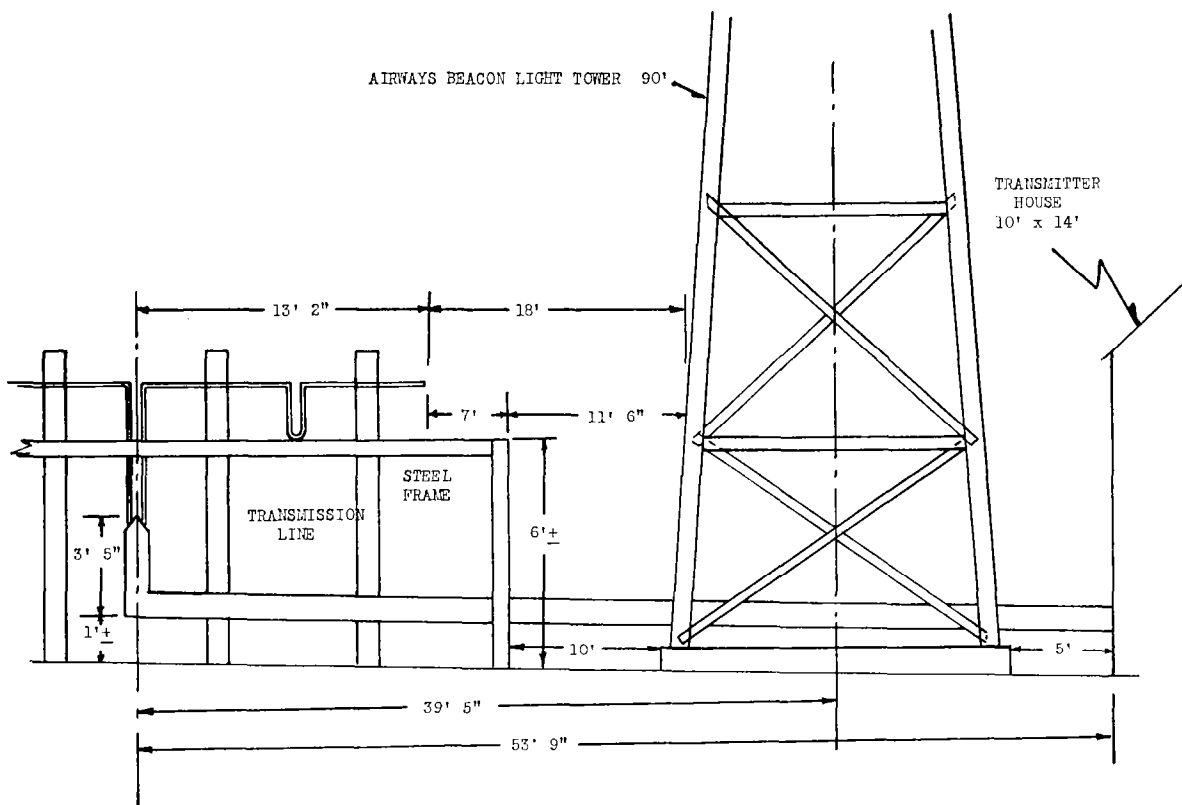 AIRWAYS BEACON LIGHT TOWER 90'
TRANSMITTER
HOUSE
10' x 14'
13' 2"
18'
7'
11' 6"
STEEL
FRAME
TRANSMISSION
LINE
3' 5"
6'±
1'±
10'
5'
39' 5"
53' 9"